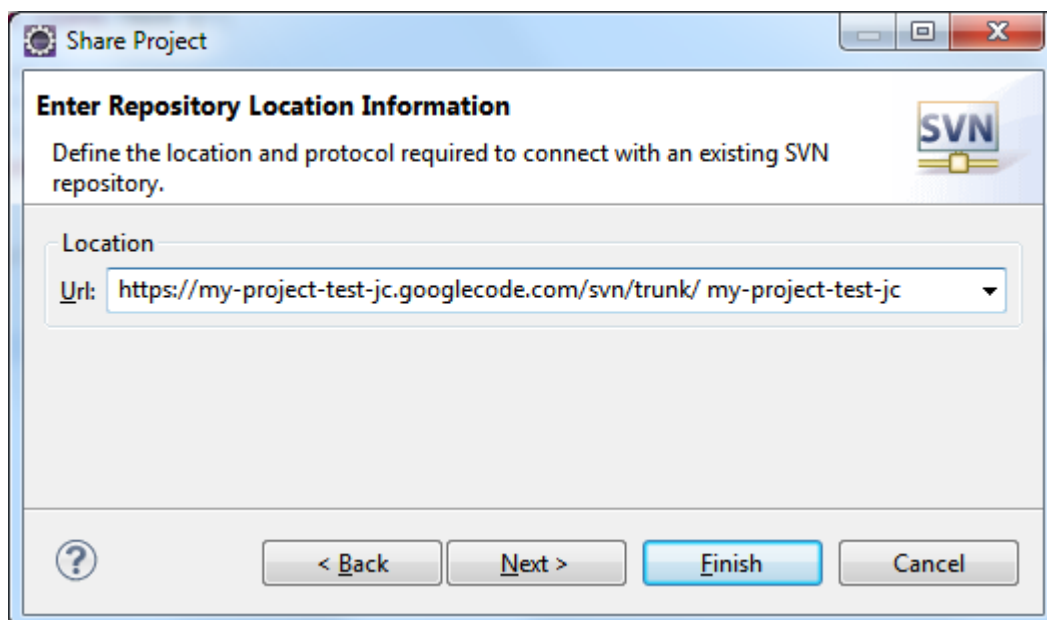 Share Project
Enter Repository Location Information
SVN
Define the location and protocol required to connect with an existing SVN
repository.
Location
Url: https://my-project-test-jc.googlecode.com/svn/trunk/ my-project-test-jc
? < Back Next > Finish Cancel